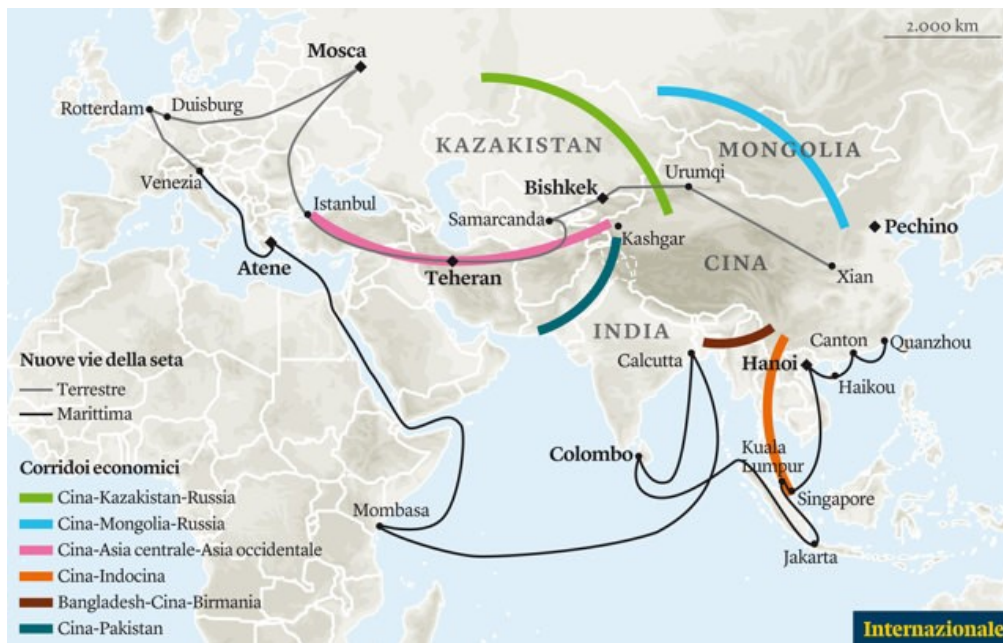 2.000 km
Mosca
Rotterdam
Duisburg
KAZAKISTAN
MONGOLIA
Venezia
Bishkek
Urumqi
Istanbul
Samarcanda
Kashgar
Pechino
Atene
Teheran
CINA
Xian
INDIA
Nuove vie della seta
Terrestre
Marittima
Calcutta
Hanoi
Canton
Quanzhou
Haikou
Colombo
Kuala
Lumpur
Singapore
Corridoi economici
Cina-Kazakistan-Russia
Cina-Mongolia-Russia
Cina-Asia centrale-Asia occidentale
Cina-Indocina
Bangladesh-Cina-Birmania
Cina-Pakistan
Mombasa
Jakarta
Internazionale